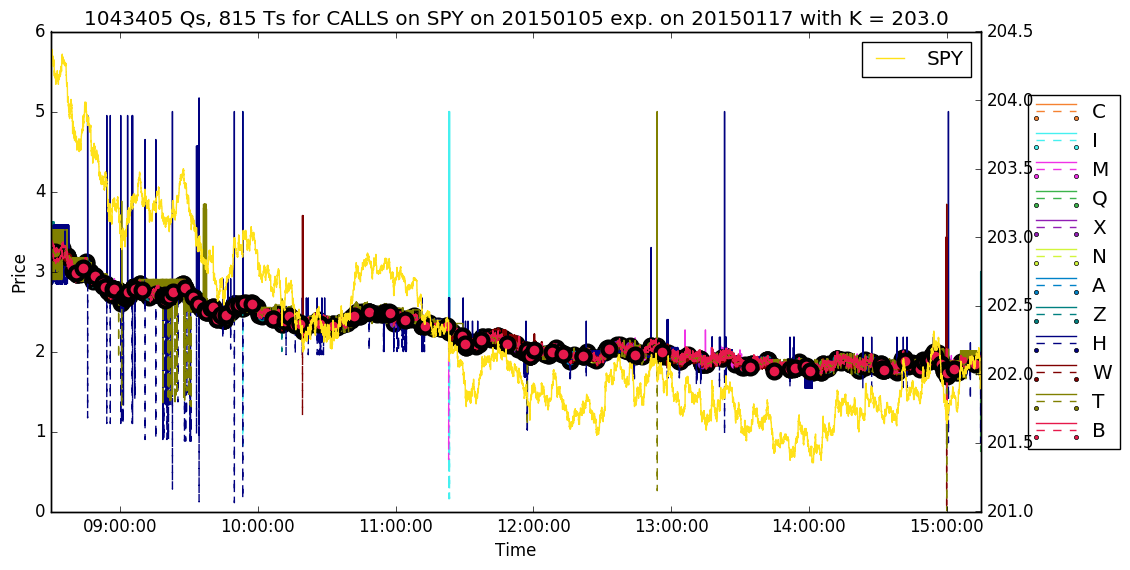 1043405 Qs, 815 Ts for CALLS on SPY on 20150105 exp. on 20150117 with K = 203.0
6
5
4
3
2
1
0
Price
204.5
204.0
203.5
203.0
202.5
202.0
201.5
201.0
SPY
C
I
M
Q
X
N
A
Z
H
W
T
B
09:00:00
10:00:00
11:00:00
12:00:00
13:00:00
14:00:00
15:00:00
Time